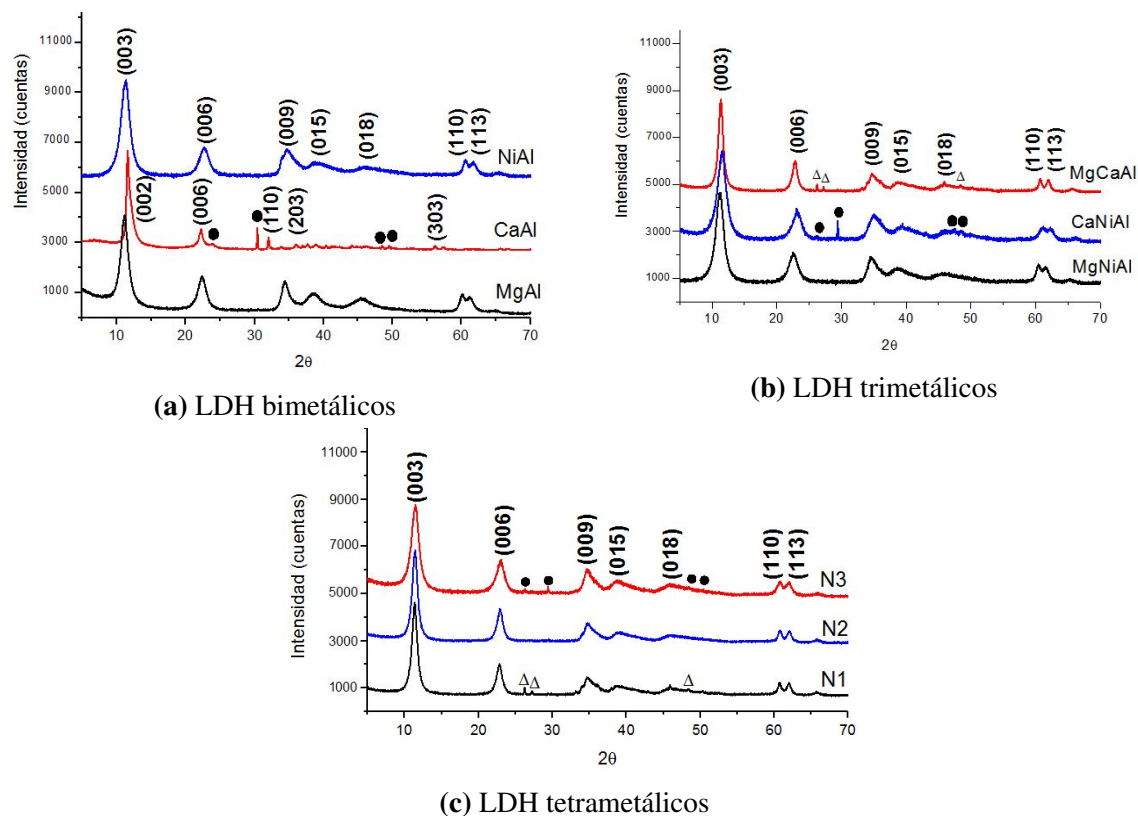 Intensidad (cuentas)
11000
9000
7000
5000
3000
1000
(003)
(006)
(009)
(015)
(018)
(110)
(113)
NiAl
(002)
(006)
(110)
(203)
(303)
CaAl
MgAl
10 20 30 40 50 60 70
2θ
(a) LDH bimetálicos
Intensidad (cuentas)
11000
9000
7000
5000
3000
1000
(003)
(006)
(009)
(015)
(018)
(110)
(113)
MgCaAl
Δ Δ Δ
CaNiAl
MgNiAl
10 20 30 40 50 60 70
2θ
(b) LDH trimetálicos
Intensidad (cuentas)
11000
9000
7000
5000
3000
1000
(003)
(006)
(009)
(015)
(018)
(110)
(113)
N3
N2
N1
Δ Δ Δ
10 20 30 40 50 60 70
2θ
(c) LDH tetrametálicos